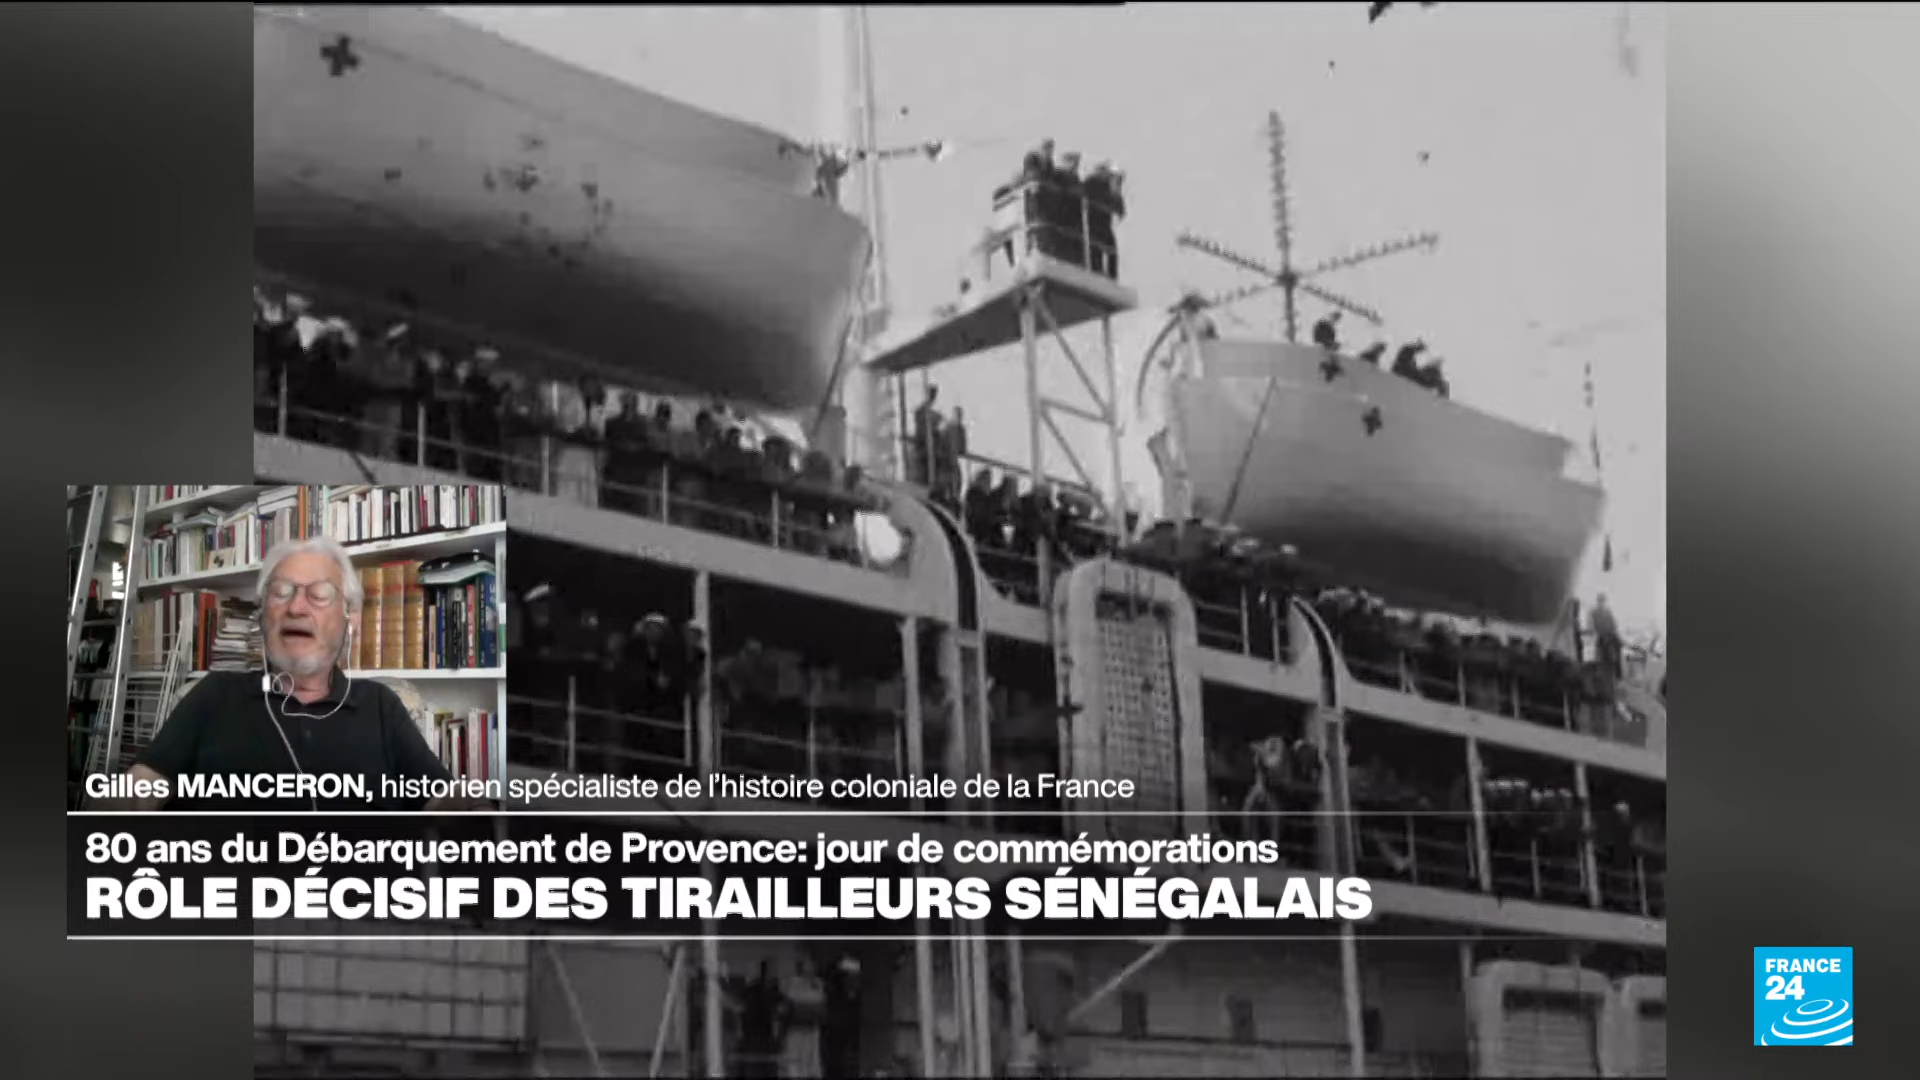 Gilles MANCERON, historien spécialiste de l'histoire coloniale de la France
80 ans du Débarquement de Provence: jour de commémorations
RÔLE DÉCISIF DES TIRAILLEURS SÉNÉGALAIS
FRANCE
24